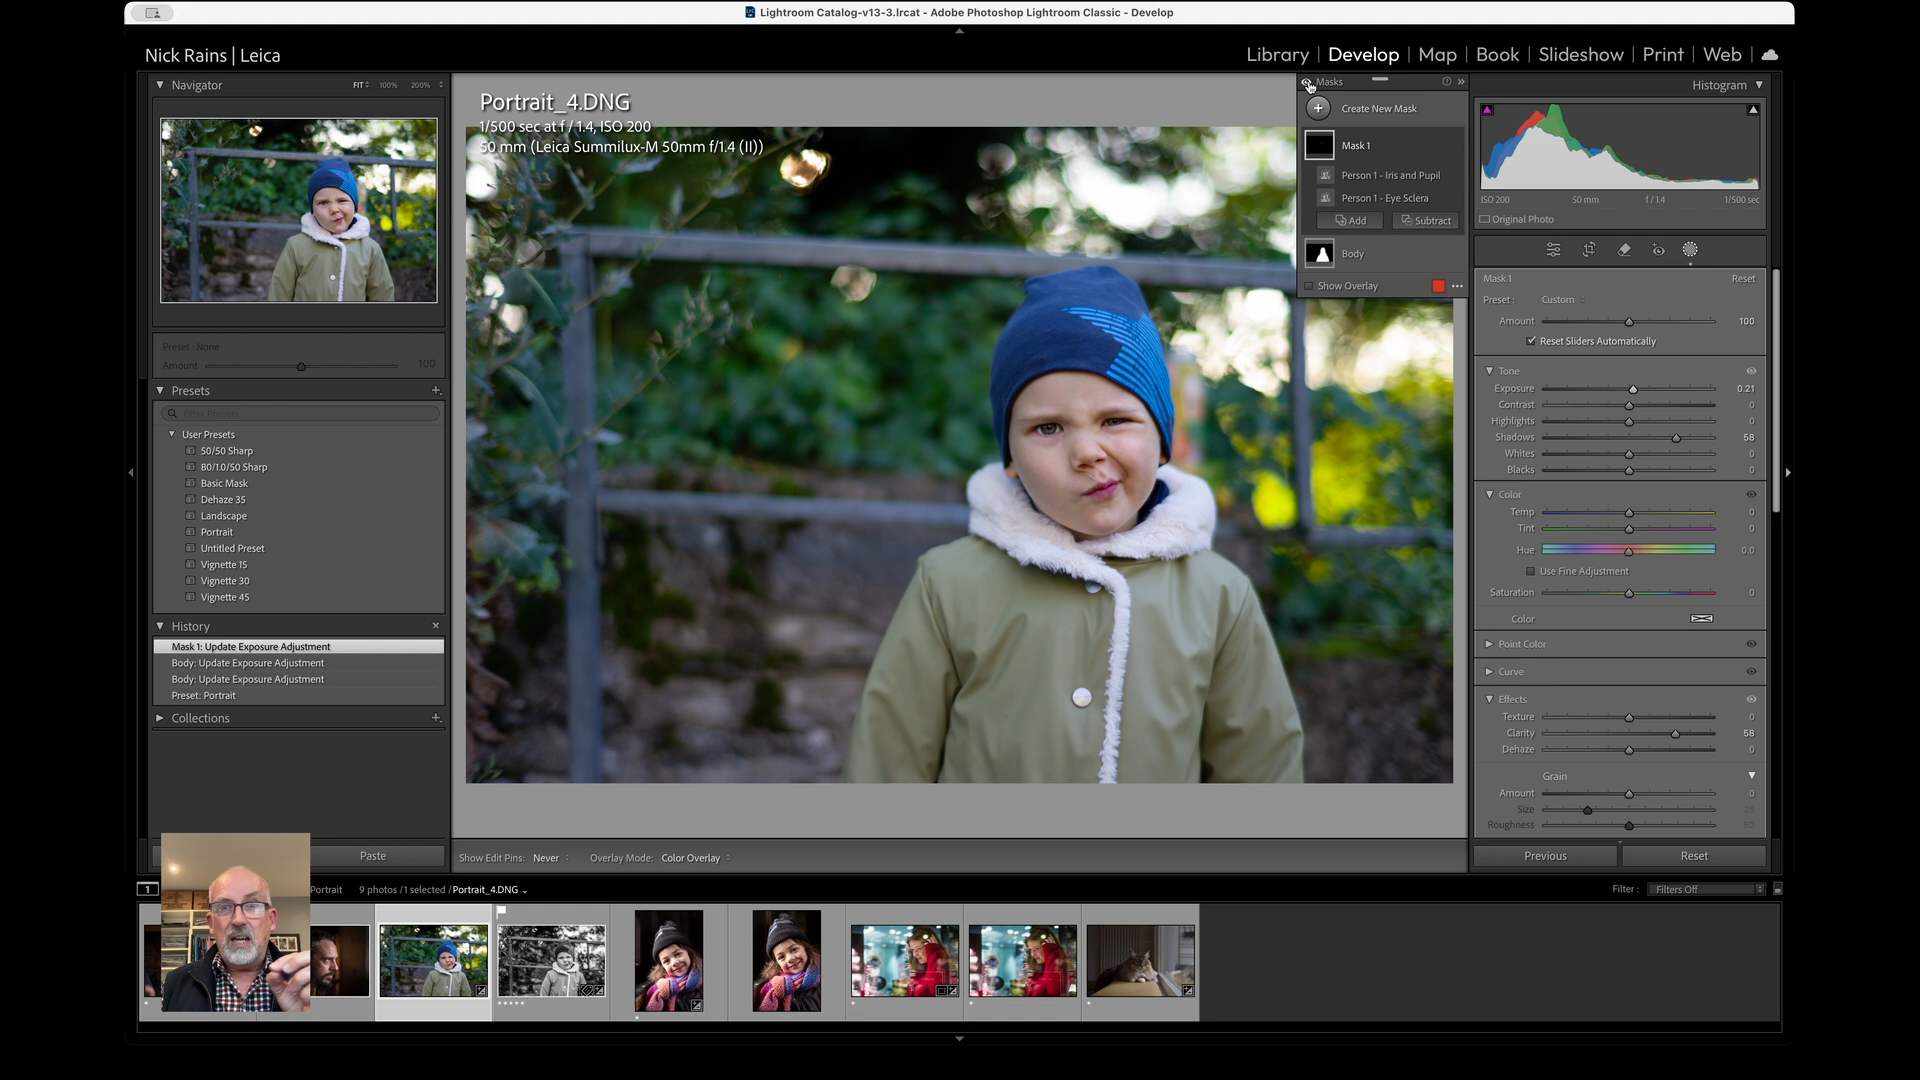 Lightroom Catalog-v13-3.lrcat - Adobe Photoshop Lightroom Classic - Develop
Nick Rains | Leica
Library | Develop | Map | Book | Slideshow | Print | Web
Navigator FIT 100% 200%
Preset : None
Amount 100
Presets
Filter Presets
User Presets
50/50 Sharp
80/1.0/50 Sharp
Basic Mask
Dehaze 35
Landscape
Portrait
Untitled Preset
Vignette 15
Vignette 30
Vignette 45
History
Mask 1: Update Exposure Adjustment
Body: Update Exposure Adjustment
Body: Update Exposure Adjustment
Preset: Portrait
Collections
Paste
Portrait_4.DNG
1/500 sec at f / 1.4, ISO 200
50 mm (Leica Summilux-M 50mm f/1.4 (II))
Masks
Create New Mask
Mask 1
Person 1 - Iris and Pupil
Person 1 - Eye Sclera
Add Subtract
Body
Show Overlay
Show Edit Pins: Never Overlay Mode: Color Overlay
Histogram
ISO 200 50 mm f / 1.4 1/500 sec
Original Photo
Mask 1 Reset
Preset : Custom
Amount 100
Reset Sliders Automatically
Tone
Exposure 0.21
Contrast 0
Highlights 0
Shadows 58
Whites 0
Blacks 0
Color
Temp 0
Tint 0
Hue 0.0
Use Fine Adjustment
Saturation 0
Color
Point Color
Curve
Effects
Texture 0
Clarity 58
Dehaze 0
Grain
Amount 0
Size 25
Roughness 50
Previous Reset
1 Portrait 9 photos /1 selected /Portrait_4.DNG
Filter : Filters Off